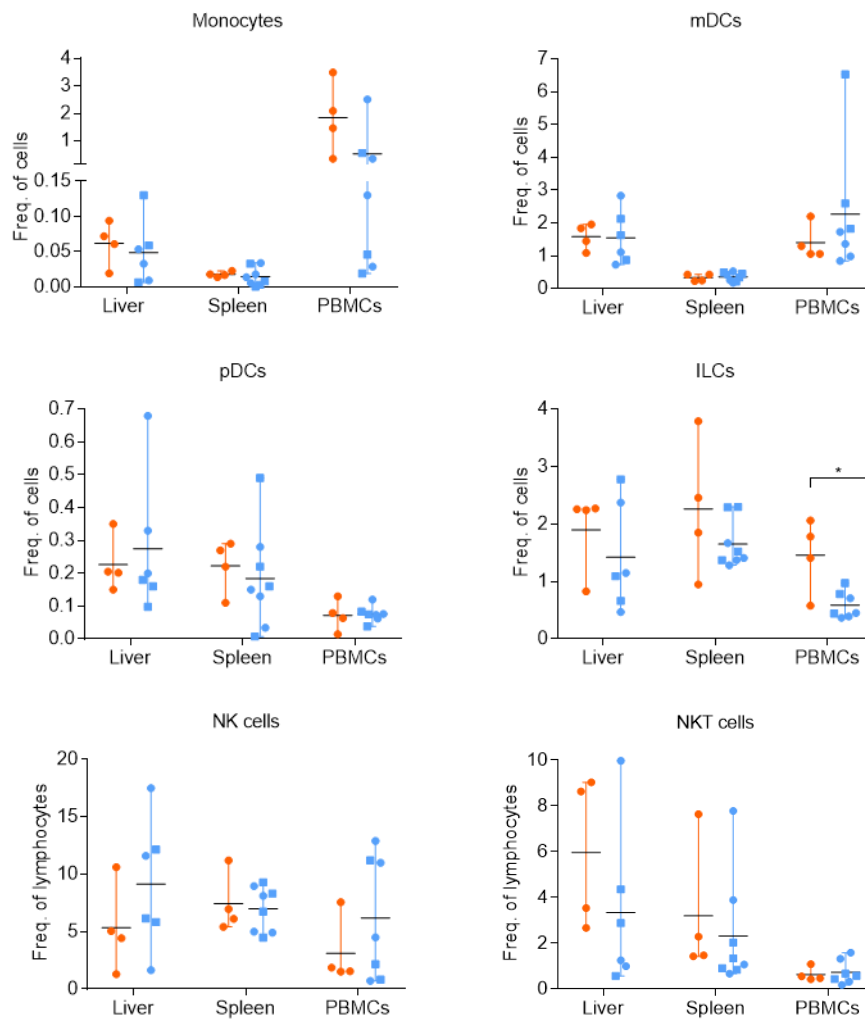 Monocytes
Freq. of cells
4
3
2
1
0.15
0.10
0.05
0.00
Liver Spleen PBMCs
mDCs
Freq. of cells
7
6
5
4
3
2
1
0
Liver Spleen PBMCs
pDCs
Freq. of cells
0.7
0.6
0.5
0.4
0.3
0.2
0.1
0.0
Liver Spleen PBMCs
ILCs
Freq. of cells
4
3
2
1
0
*
Liver Spleen PBMCs
NK cells
Freq. of lymphocytes
20
15
10
5
0
Liver Spleen PBMCs
NKT cells
Freq. of lymphocytes
10
8
6
4
2
0
Liver Spleen PBMCs